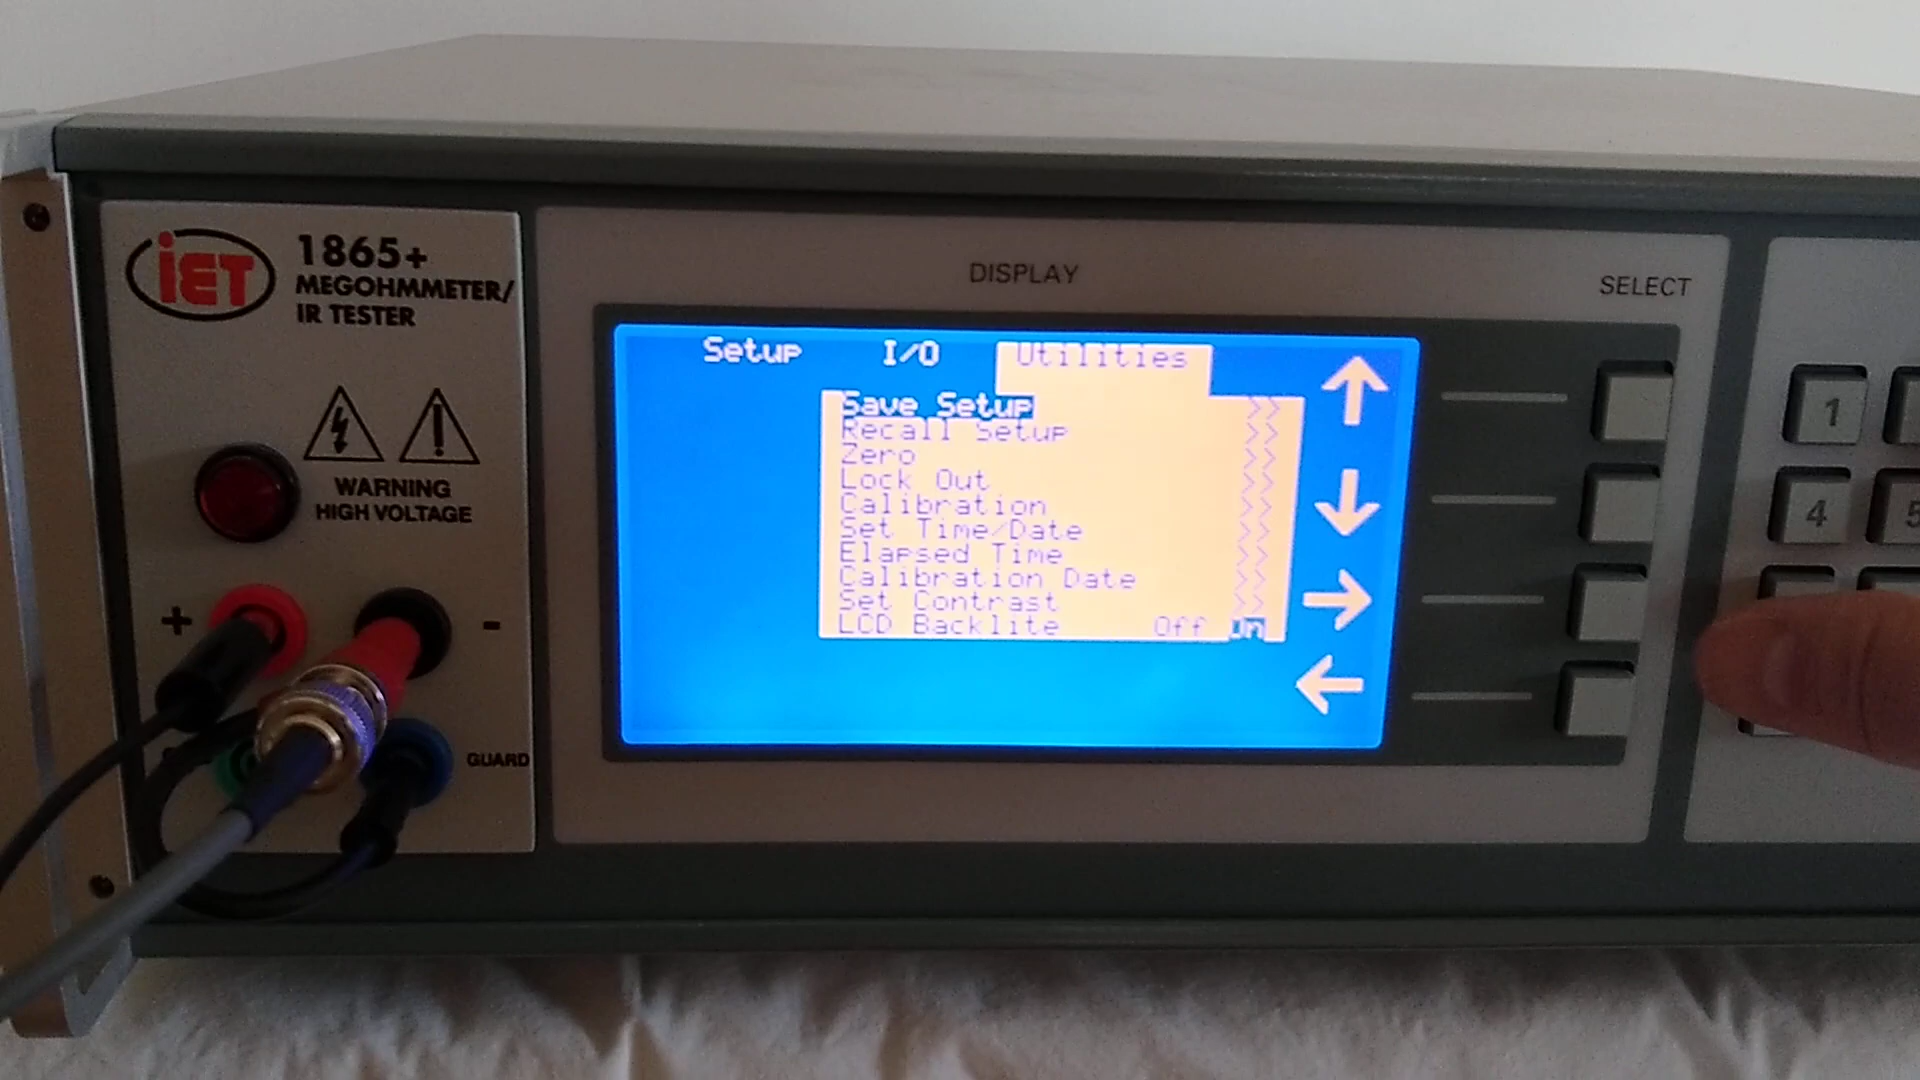 iET
1865+
MEGOHMMETER/
IR TESTER
WARNING
HIGH VOLTAGE
+
-
GUARD
DISPLAY
SELECT
Setup I/O Utilities
Save Setup >>
Recall Setup >>
Zero >>
Lock Out >>
Calibration >>
Set Time/Date >>
Elapsed Time >>
Calibration Date >>
Set Contrast >>
LCD Backlite Off On
1
4 5